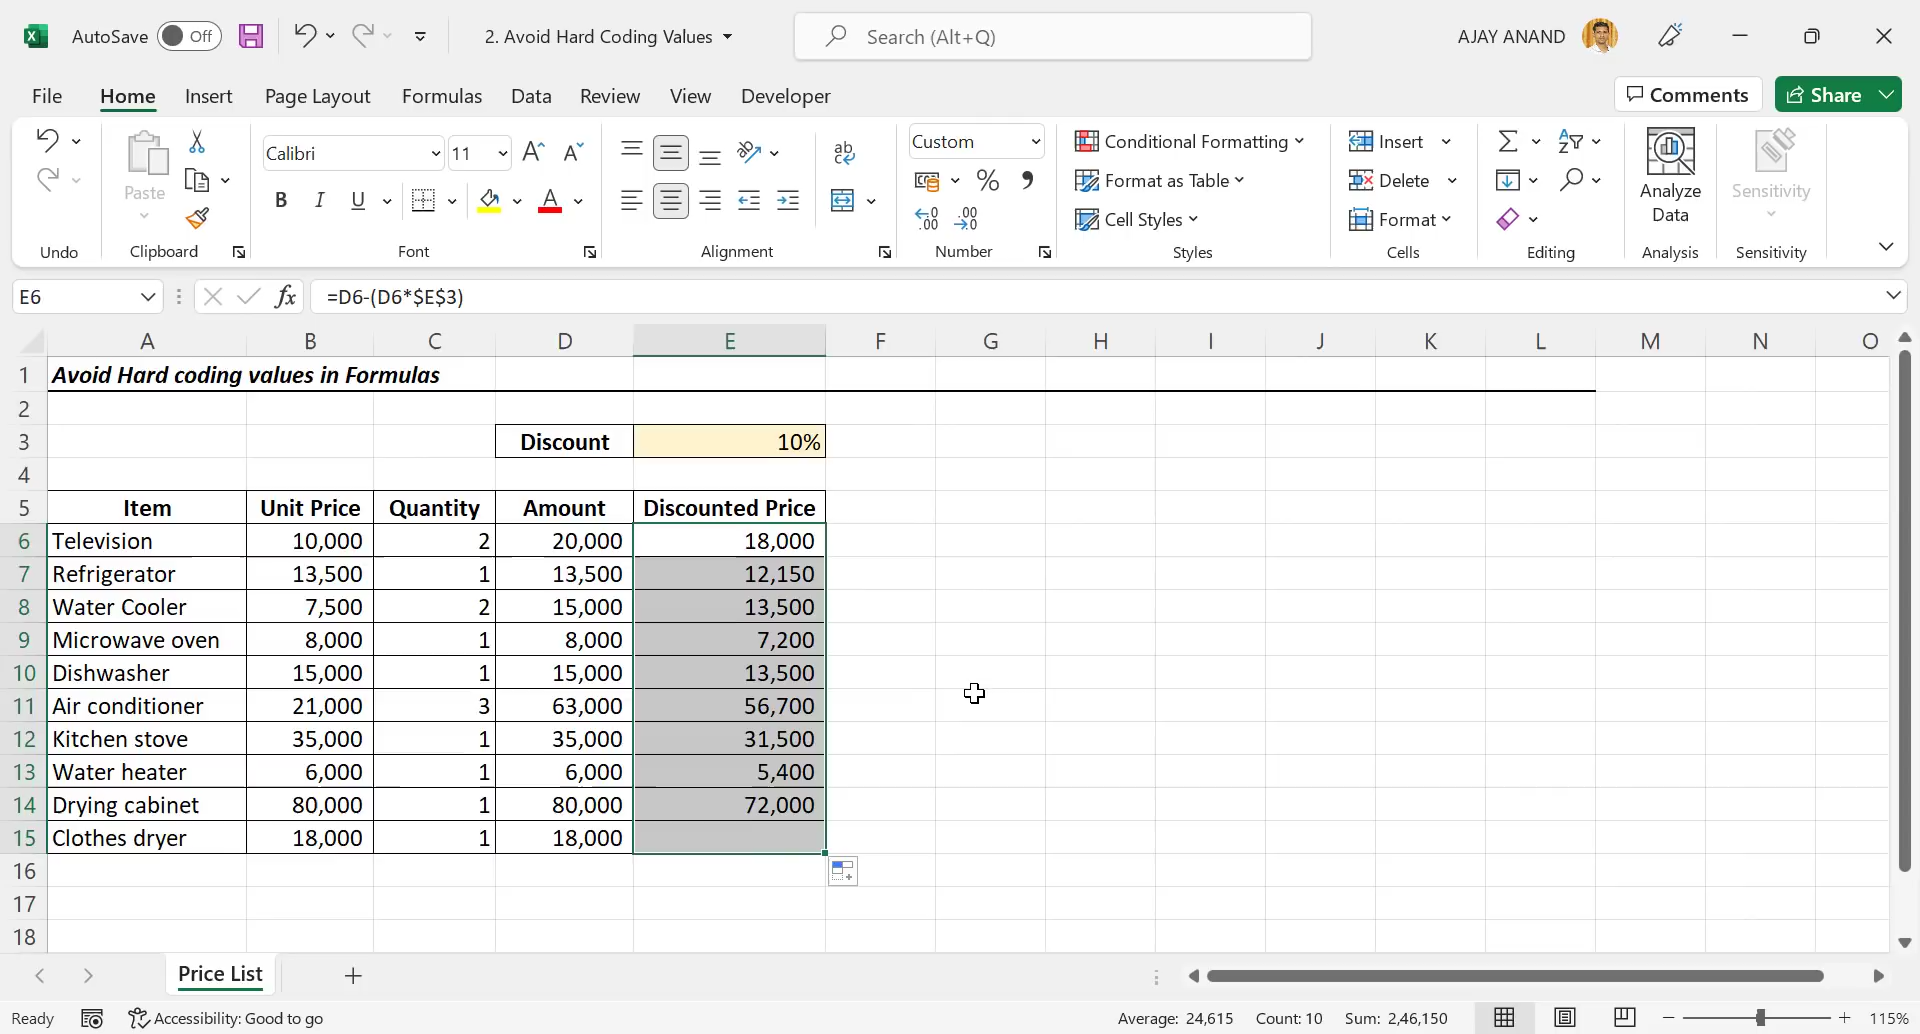 AutoSave Off 2. Avoid Hard Coding Values Search (Alt+Q) AJAY ANAND
File Home Insert Page Layout Formulas Data Review View Developer Comments Share
Paste
Calibri 11
B I U
ab
Custom
% 9
Conditional Formatting
Format as Table
Cell Styles
Insert
Delete
Format
Analyze
Data
Sensitivity
Undo Clipboard Font Alignment Number Styles Cells Editing Analysis Sensitivity
E6 fx =D6-(D6*$E$3)
A B C D E F G H I J K L M N O
1 Avoid Hard coding values in Formulas
2
3 Discount 10%
4
5 Item Unit Price Quantity Amount Discounted Price
6 Television 10,000 2 20,000 18,000
7 Refrigerator 13,500 1 13,500 12,150
8 Water Cooler 7,500 2 15,000 13,500
9 Microwave oven 8,000 1 8,000 7,200
10 Dishwasher 15,000 1 15,000 13,500
11 Air conditioner 21,000 3 63,000 56,700
12 Kitchen stove 35,000 1 35,000 31,500
13 Water heater 6,000 1 6,000 5,400
14 Drying cabinet 80,000 1 80,000 72,000
15 Clothes dryer 18,000 1 18,000
16
17
18
Price List
Ready Accessibility: Good to go Average: 24,615 Count: 10 Sum: 2,46,150 115%